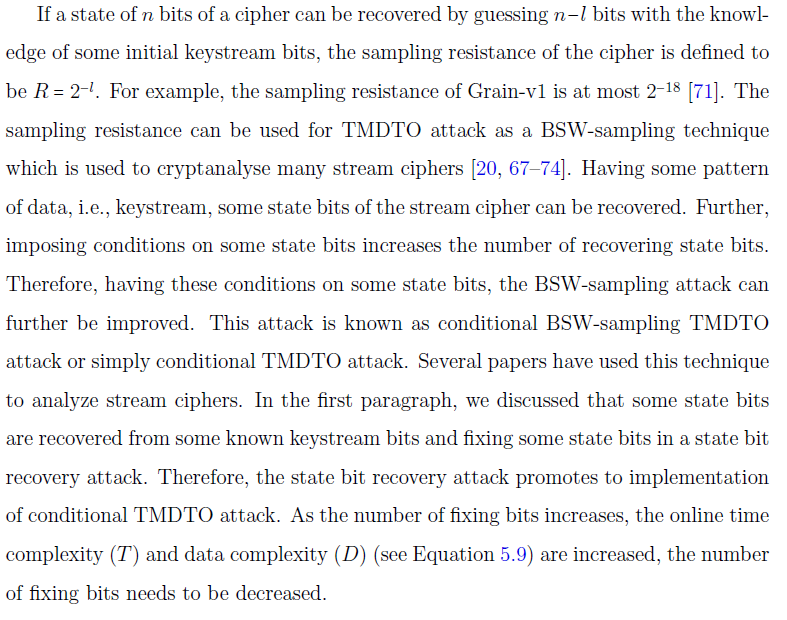 If a state of n bits of a cipher can be recovered by guessing n−l bits with the knowl-
edge of some initial keystream bits, the sampling resistance of the cipher is defined to
be R = 2⁻ˡ. For example, the sampling resistance of Grain-v1 is at most 2⁻¹⁸ [71]. The
sampling resistance can be used for TMDTO attack as a BSW-sampling technique
which is used to cryptanalyse many stream ciphers [20, 67–74]. Having some pattern
of data, i.e., keystream, some state bits of the stream cipher can be recovered. Further,
imposing conditions on some state bits increases the number of recovering state bits.
Therefore, having these conditions on some state bits, the BSW-sampling attack can
further be improved. This attack is known as conditional BSW-sampling TMDTO
attack or simply conditional TMDTO attack. Several papers have used this technique
to analyze stream ciphers. In the first paragraph, we discussed that some state bits
are recovered from some known keystream bits and fixing some state bits in a state bit
recovery attack. Therefore, the state bit recovery attack promotes to implementation
of conditional TMDTO attack. As the number of fixing bits increases, the online time
complexity (T) and data complexity (D) (see Equation 5.9) are increased, the number
of fixing bits needs to be decreased.